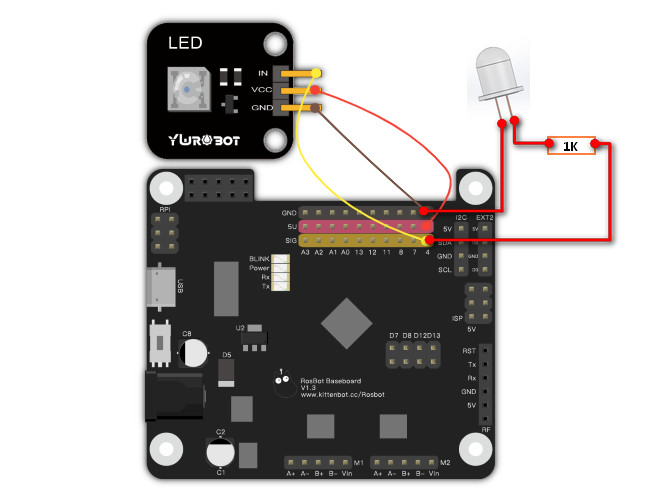 LED
IN
VCC
GND
YWROBOT
1K
RPI
GND
5U
SIG
A3 A2 A1 A0 13 12 11 8 7 4
I2C EXT2
5V 5V
SDA
GND GND
SCL D3
BLINK
Power
Rx
Tx
USB
ISP
5V
U2
C8
D5
D7 D8 D12 D13
RosBot Baseboard
V1.3
www.kittenbot.cc/Rosbot
RST
Tx
Rx
GND
5V
RF
C2
C1
M1
M2
A+ A- B+ B- Vin
A+ A- B+ B- Vin